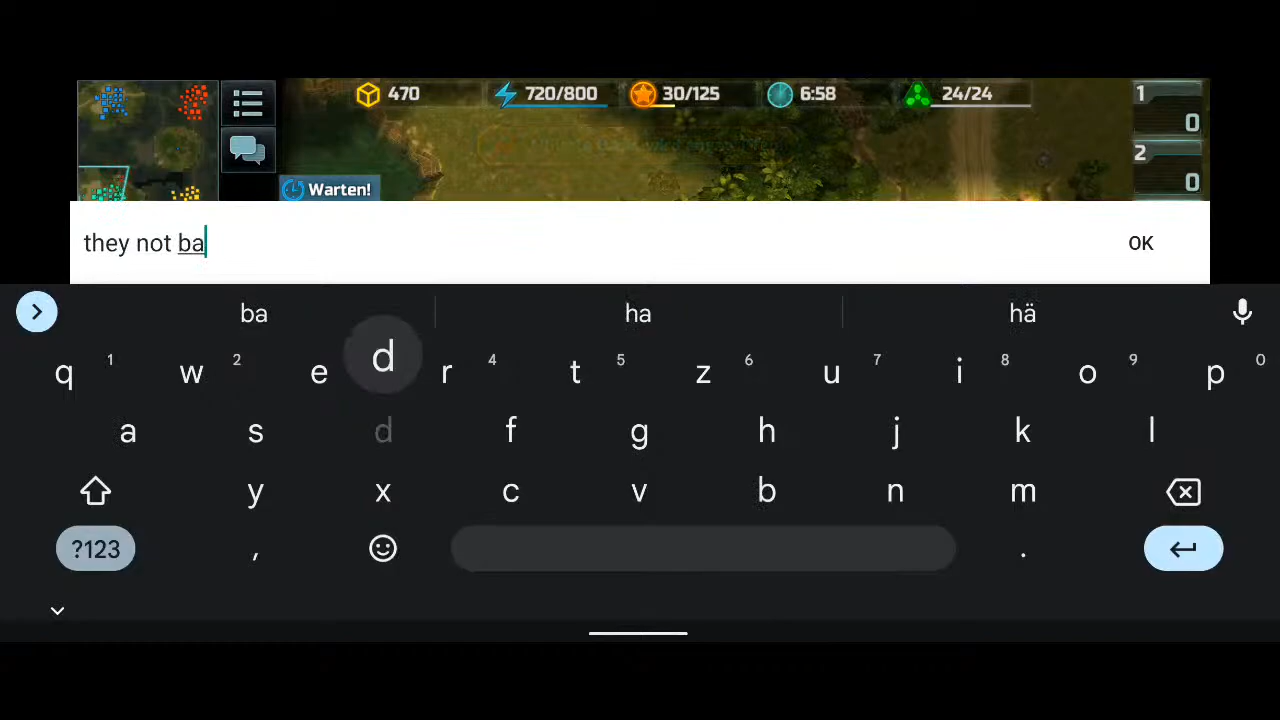 470 720/800 30/125 6:58 24/24
1
0
2
0
Warten!
they not ba OK
ba ha hä
d
q 1 w 2 e r 4 t 5 z 6 u 7 i 8 o 9 p 0
a s d f g h j k l
y x c v b n m
?123 , .